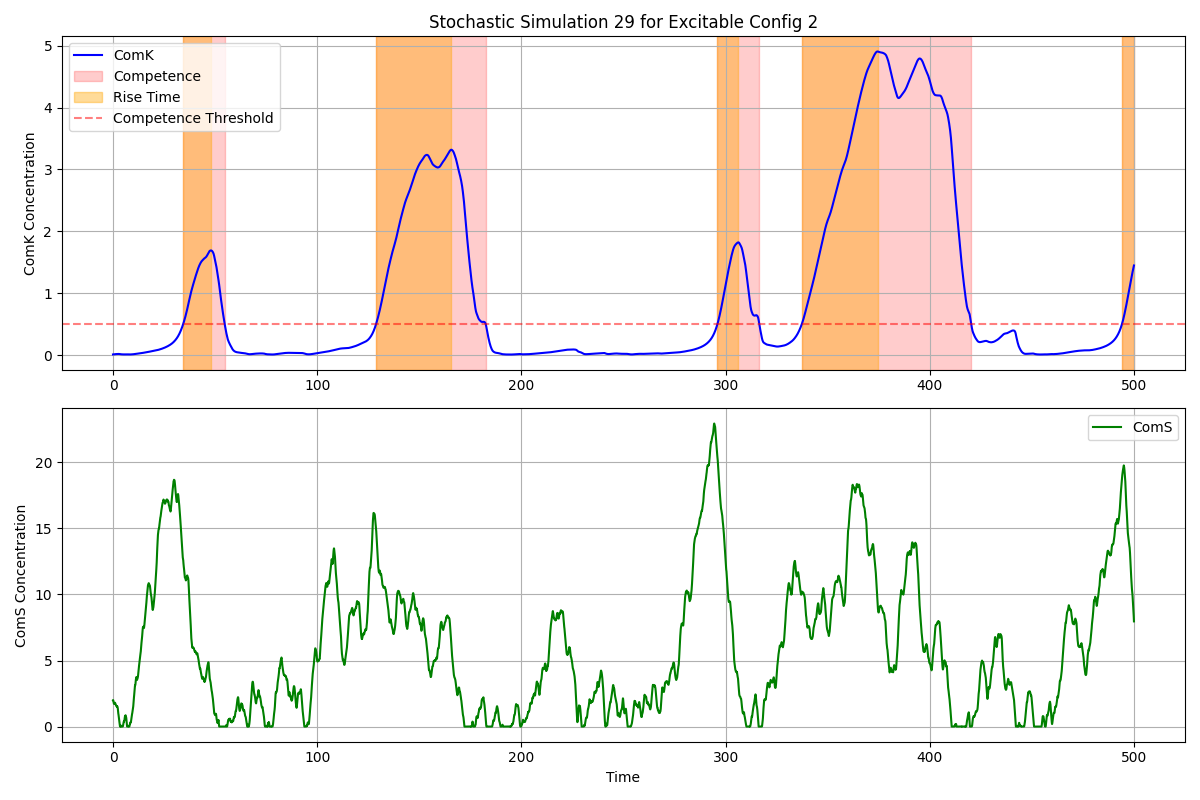 Stochastic Simulation 29 for Excitable Config 2
ComK Concentration
5
4
3
2
1
0
ComK
Competence
Rise Time
Competence Threshold
0 100 200 300 400 500
ComS Concentration
20
15
10
5
0
ComS
0 100 200 300 400 500
Time